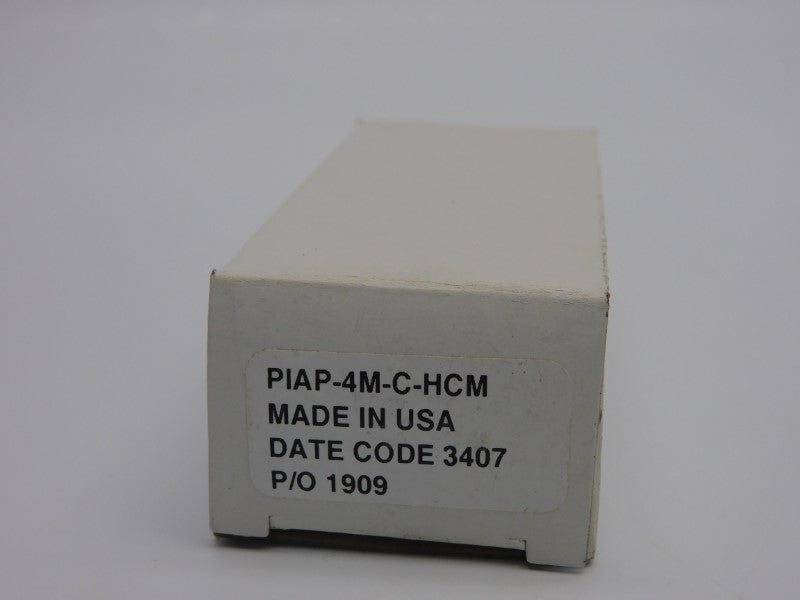 PIAP-4M-C-HCM
MADE IN USA
DATE CODE 3407
P/O 1909